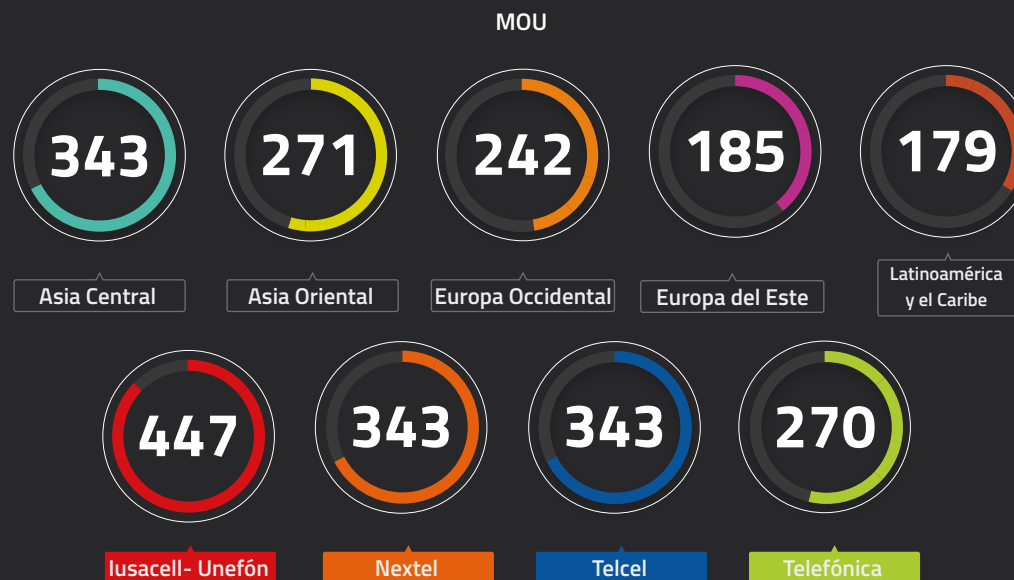 MOU
343
271
242
185
179
Asia Central
Asia Oriental
Europa Occidental
Europa del Este
Latinoamérica
y el Caribe
447
343
343
270
Iusacell- Unefón
Nextel
Telcel
Telefónica